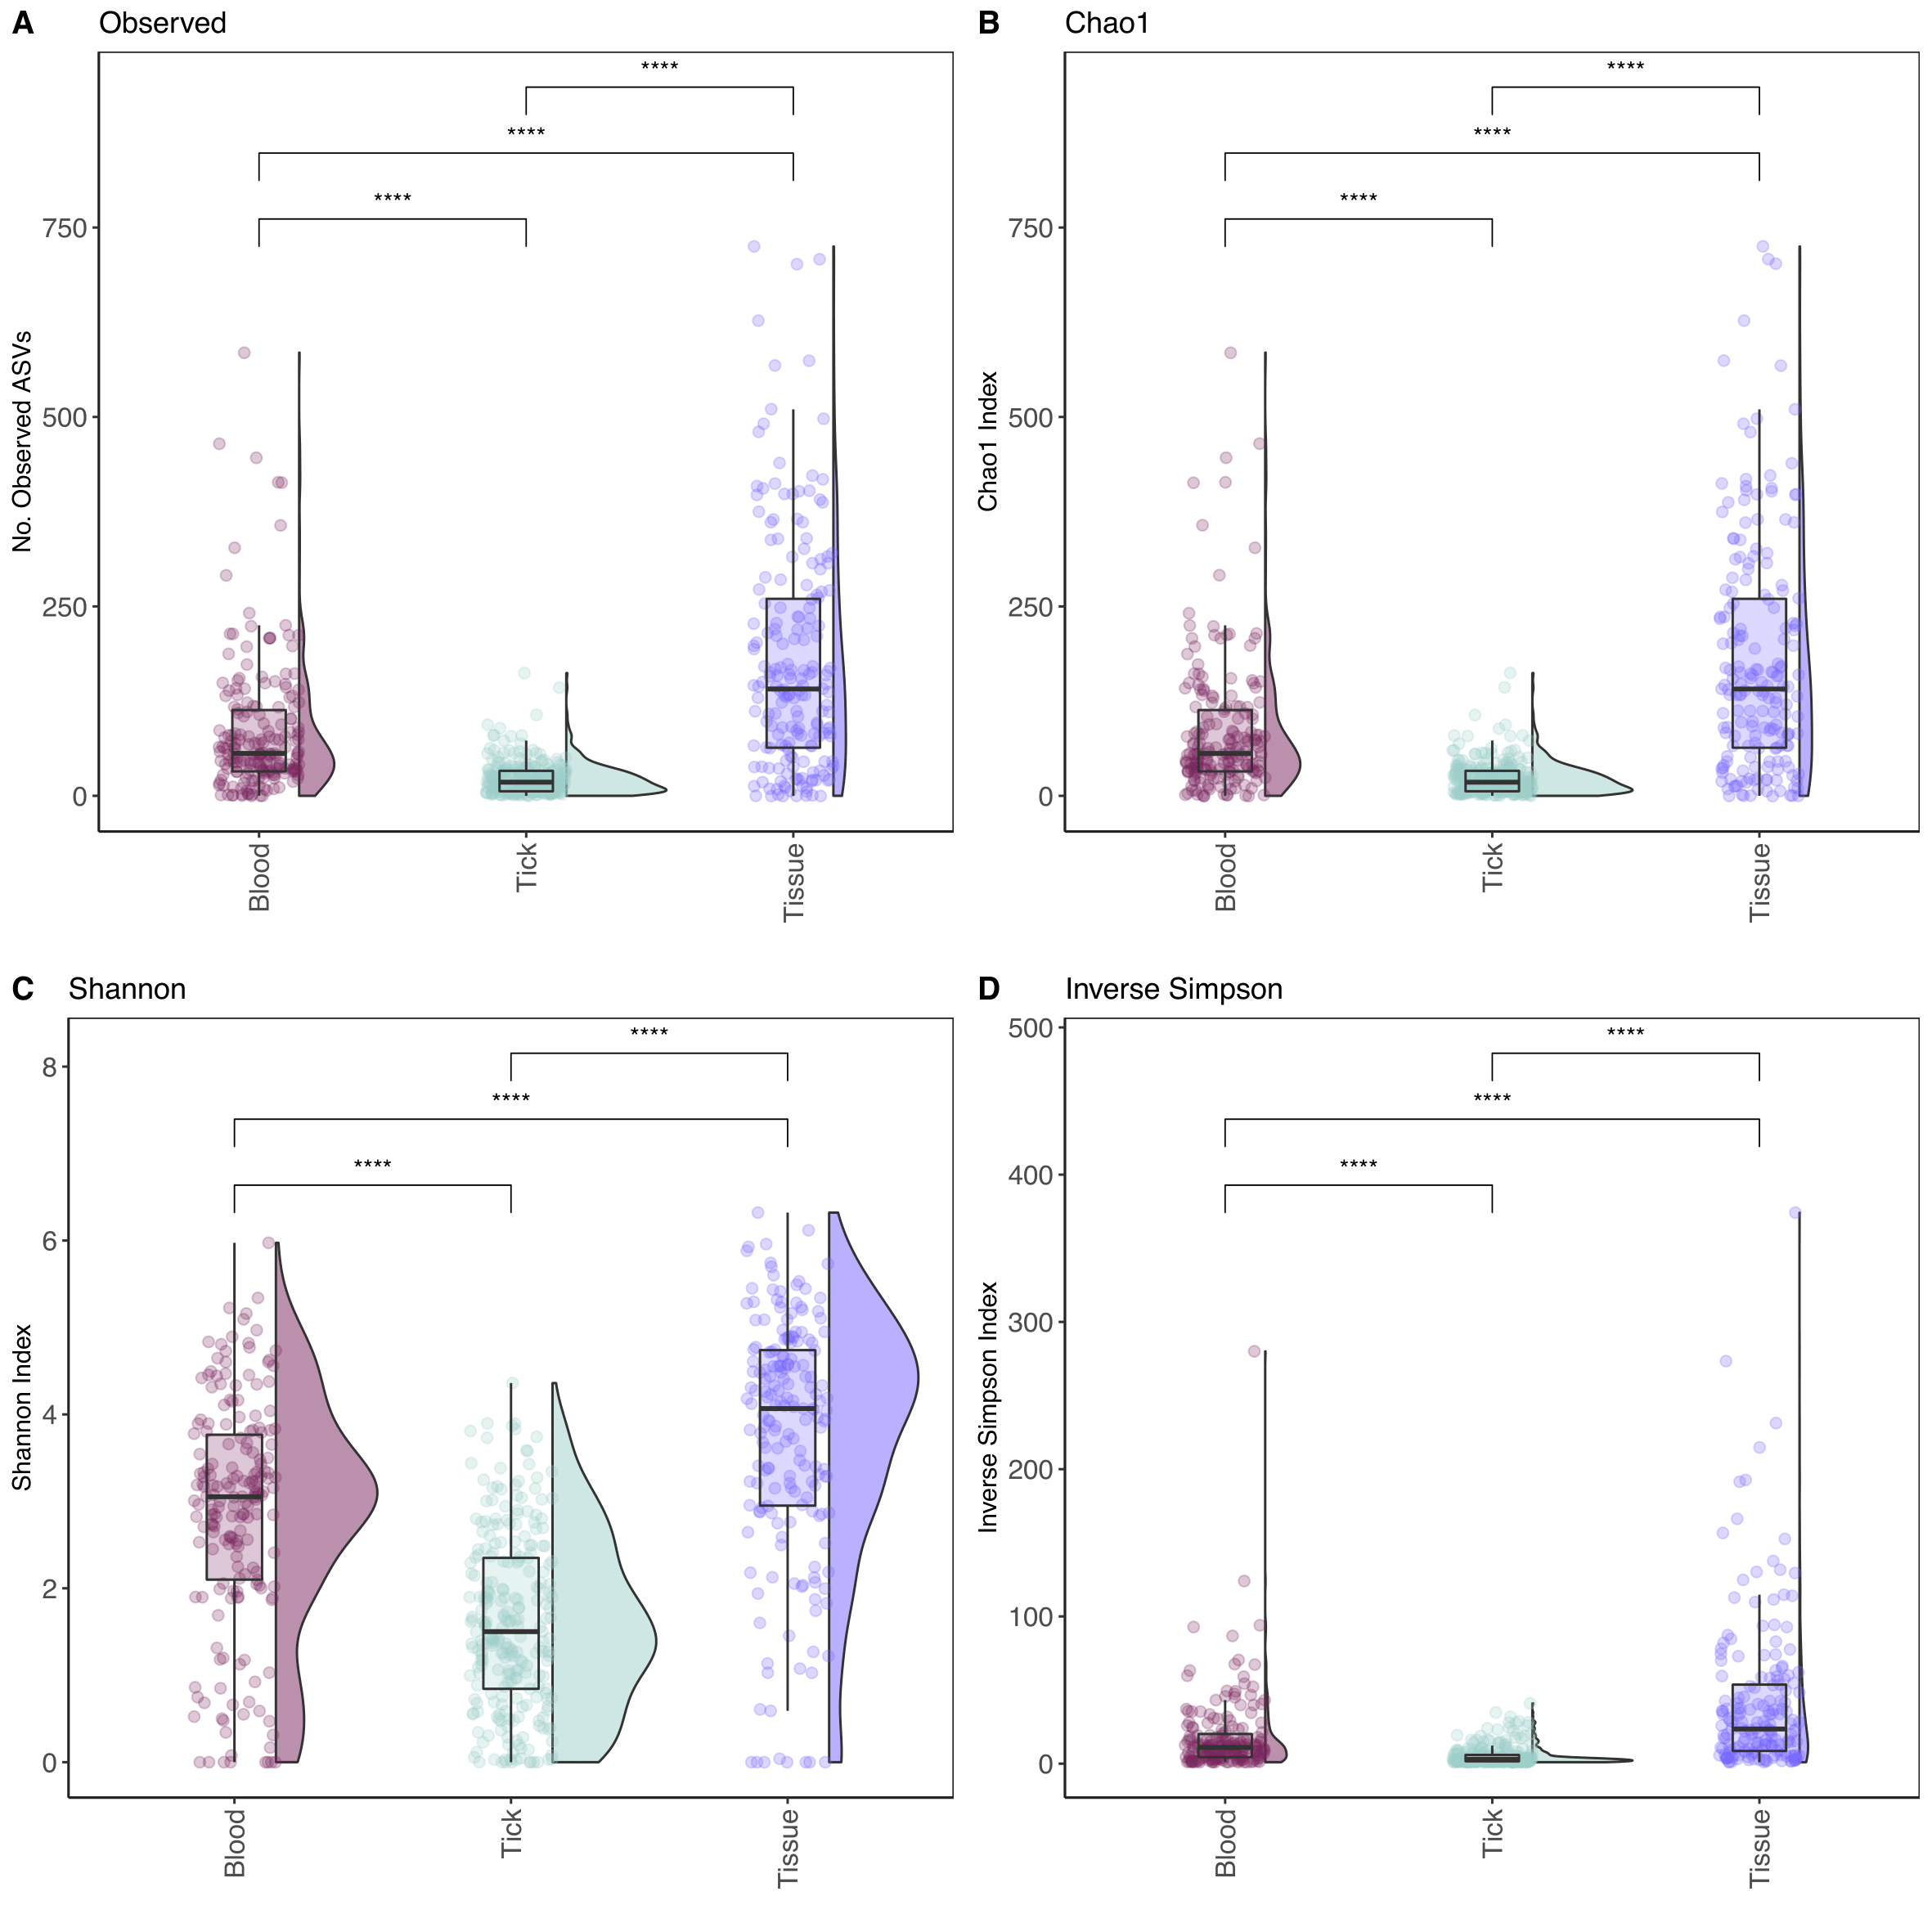 A Observed
****
****
****
No. Observed ASVs
750
500
250
0
Blood
Tick
Tissue
B Chao1
****
****
****
Chao1 Index
750
500
250
0
Blood
Tick
Tissue
C Shannon
****
****
****
Shannon Index
8
6
4
2
0
Blood
Tick
Tissue
D Inverse Simpson
****
****
****
Inverse Simpson Index
500
400
300
200
100
0
Blood
Tick
Tissue